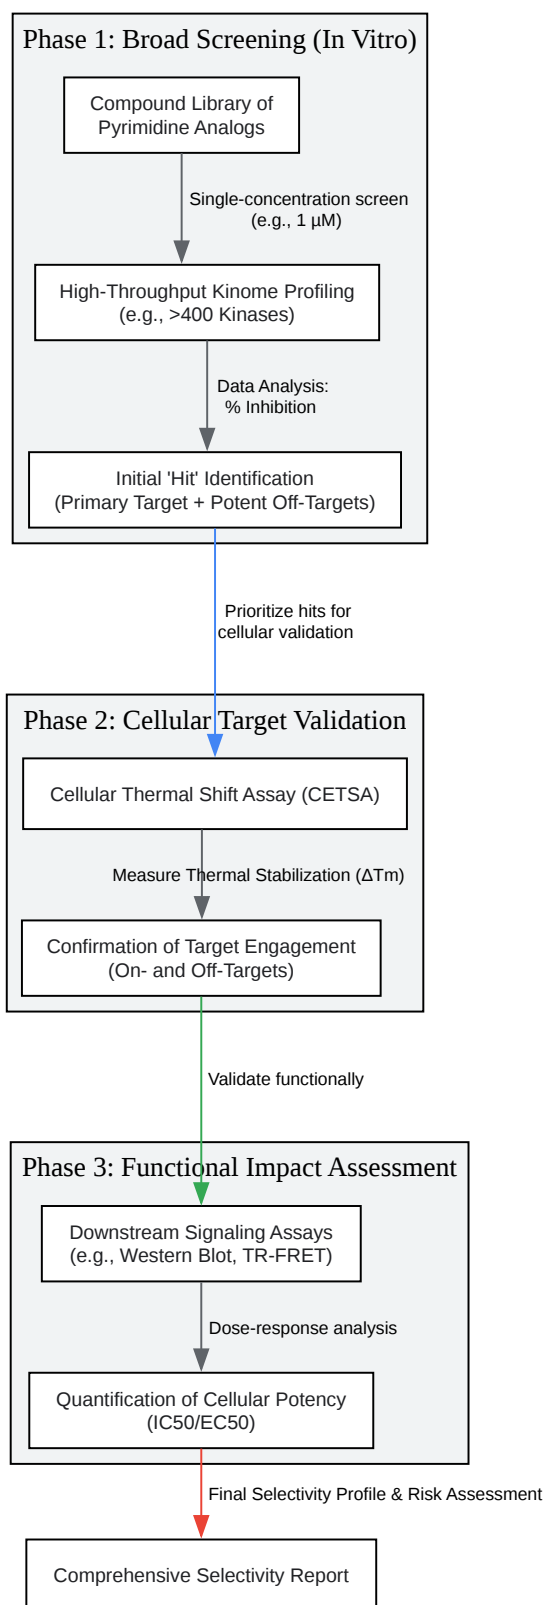 Phase 1: Broad Screening (In Vitro)
Compound Library of
Pyrimidine Analogs
Single-concentration screen
(e.g., 1 µM)
High-Throughput Kinome Profiling
(e.g., >400 Kinases)
Data Analysis:
% Inhibition
Initial 'Hit' Identification
(Primary Target + Potent Off-Targets)
Prioritize hits for
cellular validation
Phase 2: Cellular Target Validation
Cellular Thermal Shift Assay (CETSA)
Measure Thermal Stabilization (ΔTm)
Confirmation of Target Engagement
(On- and Off-Targets)
Validate functionally
Phase 3: Functional Impact Assessment
Downstream Signaling Assays
(e.g., Western Blot, TR-FRET)
Dose-response analysis
Quantification of Cellular Potency
(IC50/EC50)
Final Selectivity Profile & Risk Assessment
Comprehensive Selectivity Report